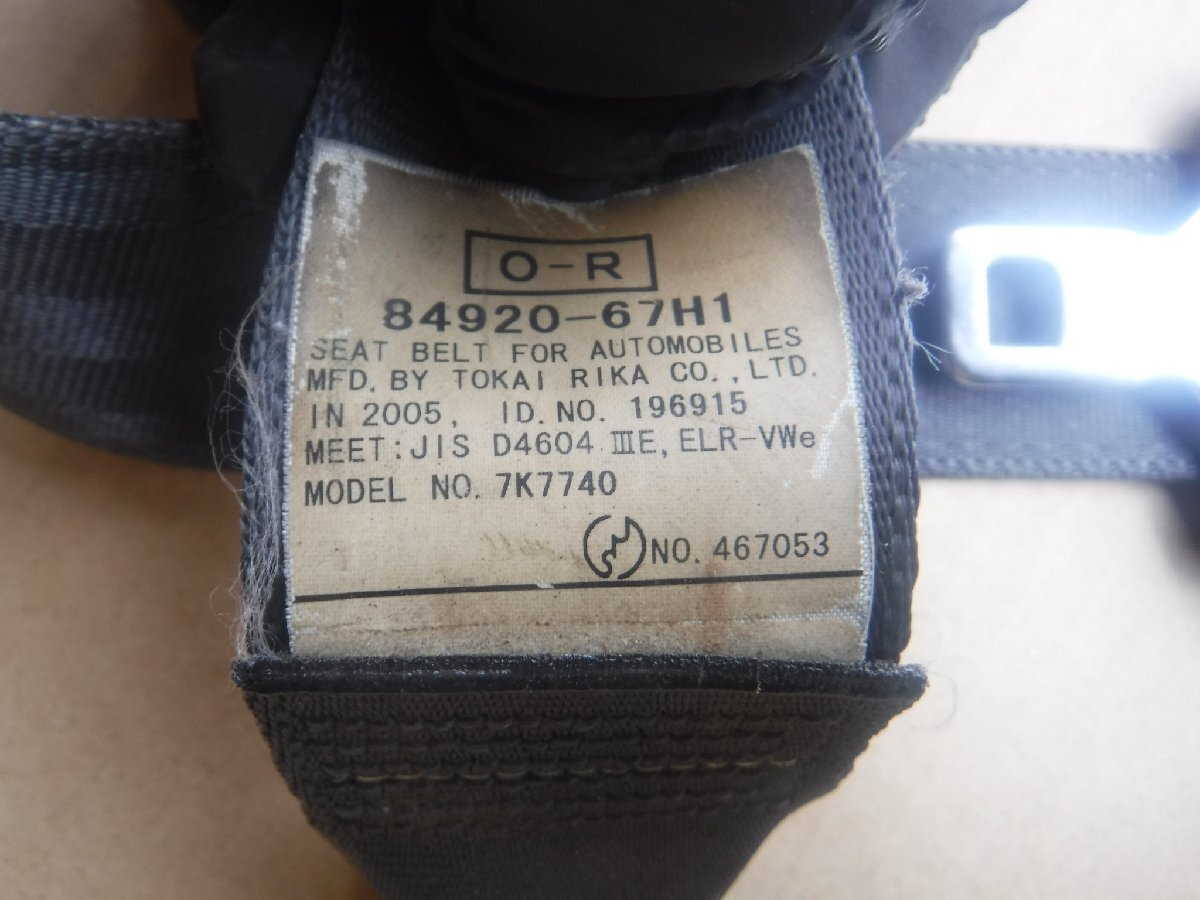 O-R
84920-67H1
SEAT BELT FOR AUTOMOBILES
MFD. BY TOKAI RIKA CO.,LTD.
IN 2005, ID. NO. 196915
MEET:JIS D4604 ⅢE, ELR-VWe
MODEL NO. 7K7740
NO. 467053